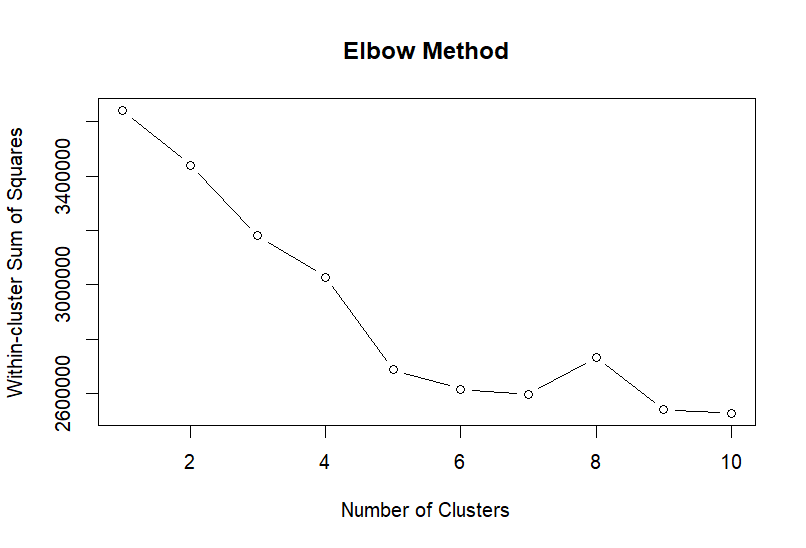 Elbow Method
Within-cluster Sum of Squares
3400000
3000000
2600000
2 4 6 8 10
Number of Clusters